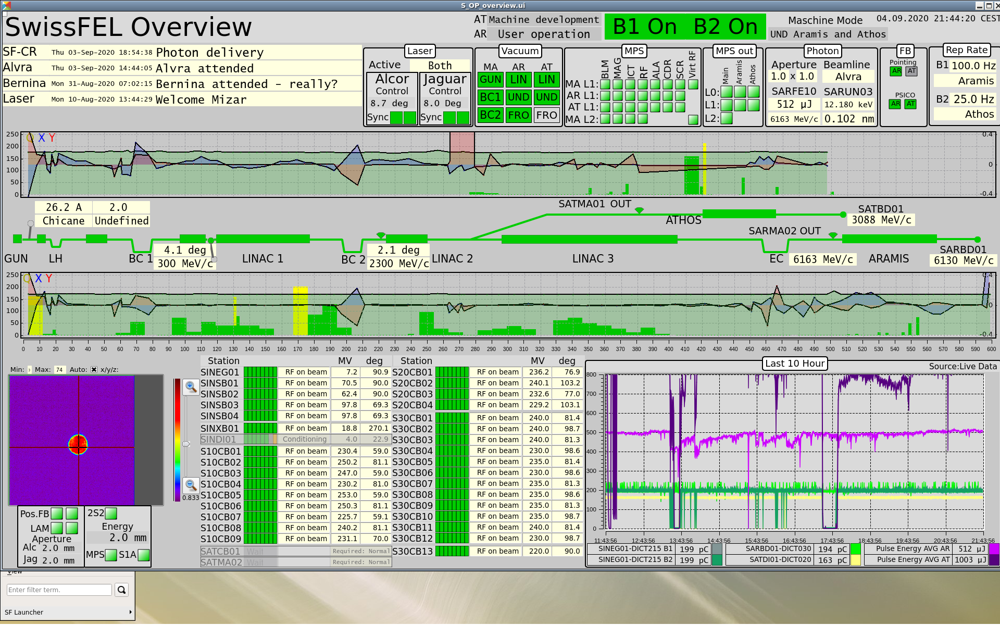 S_OP_overview.ui
SwissFEL Overview
AT Machine development
AR User operation
B1 On B2 On
Maschine Mode
UND Aramis and Athos
04.09.2020 21:44:20 CEST
SF-CR Thu 03-Sep-2020 18:54:38 Photon delivery
Alvra Thu 03-Sep-2020 14:44:05 Alvra attended
Bernina Mon 31-Aug-2020 07:02:15 Bernina attended - really?
Laser Mon 10-Aug-2020 13:44:29 Welcome Mizar
Laser
Active Both
Alcor Jaguar
Control Control
8.7 deg 8.0 Deg
Sync Sync
Vacuum
MA AR AT
GUN LIN LIN
BC1 UND UND
BC2 FRO FRO
MPS
BLM MAG ICT RF ALA CDR SCR Virt RF
MA L1:
AR L1:
AT L1:
MA L2:
MPS out
Main Aramis Athos
L0:
L1:
L2:
Photon
Aperture Beamline
1.0 x 1.0 Alvra
SARFE10 SARUN03
512 µJ 12.180 keV
6163 MeV/c 0.102 nm
FB
Pointing
AR AT
PSICO
AR AT
Rep Rate
B1 100.0 Hz
Aramis
B2 25.0 Hz
Athos
Q X Y
250
200
150
100
50
0
0.4
0
-0.4
26.2 A 2.0
Chicane Undefined
SATMA01 OUT
ATHOS
SATBD01
3088 MeV/c
SARMA02 OUT
GUN LH BC 1
4.1 deg
300 MeV/c
LINAC 1
BC 2
2.1 deg
2300 MeV/c
LINAC 2
LINAC 3
EC 6163 MeV/c
ARAMIS
SARBD01
6130 MeV/c
Q X Y
250
200
150
100
50
0
0.4
0
-0.4
0 10 20 30 40 50 60 70 80 90 100 110 120 130 140 150 160 170 180 190 200 210 220 230 240 250 260 270 280 290 300 310 320 330 340 350 360 370 380 390 400 410 420 430 440 450 460 470 480 490 500 510 520 530 540 550 560 570 580 590 600
Min: Max: 74 Auto: x/y/z:
0.833
Pos.FB
LAM
Aperture
Alc 2.0 mm
Jag 2.0 mm
2S2
Energy
2.0 mm
MPS S1A
Station MV deg
SINEG01 RF on beam 7.2 90.9
SINSB01 RF on beam 70.5 90.0
SINSB02 RF on beam 62.4 90.0
SINSB03 RF on beam 97.8 69.3
SINSB04 RF on beam 97.8 69.3
SINXB01 RF on beam 18.8 270.1
SINDI01 Conditioning 4.0 22.9
S10CB01 RF on beam 230.4 59.0
S10CB02 RF on beam 250.2 81.1
S10CB03 RF on beam 247.0 59.0
S10CB04 RF on beam 230.2 81.0
S10CB05 RF on beam 253.0 59.0
S10CB06 RF on beam 250.3 81.1
S10CB07 RF on beam 225.7 59.1
S10CB08 RF on beam 240.2 81.1
S10CB09 RF on beam 231.1 70.0
SATCB01 Wait Required: Normal
SATMA02 Wait Required: Normal
Station MV deg
S20CB01 RF on beam 236.2 76.9
S20CB02 RF on beam 240.1 103.2
S20CB03 RF on beam 232.6 77.0
S20CB04 RF on beam 229.2 103.1
S30CB01 RF on beam 240.0 81.4
S30CB02 RF on beam 240.0 98.7
S30CB03 RF on beam 240.0 81.3
S30CB04 RF on beam 230.0 98.6
S30CB05 RF on beam 235.0 81.4
S30CB06 RF on beam 230.0 98.6
S30CB07 RF on beam 235.0 81.3
S30CB08 RF on beam 235.0 98.6
S30CB09 RF on beam 235.0 81.3
S30CB10 RF on beam 235.0 98.7
S30CB11 RF on beam 240.0 81.4
S30CB12 RF on beam 230.0 98.7
S30CB13 RF on beam 220.0 90.0
Last 10 Hour
Source:Live Data
800
700
600
500
400
300
200
100
0
11:43:56 12:43:56 13:43:56 14:43:56 15:43:56 16:43:56 17:43:56 18:43:56 19:43:56 20:43:56 21:43:56
SINEG01-DICT215 B1 199 pC SARBD01-DICT030 194 pC Pulse Energy AVG AR 512 µJ
SINEG01-DICT215 B2 199 pC SATDI01-DICT020 163 pC Pulse Energy AVG AT 1003 µJ
View
Enter filter term.
SF Launcher